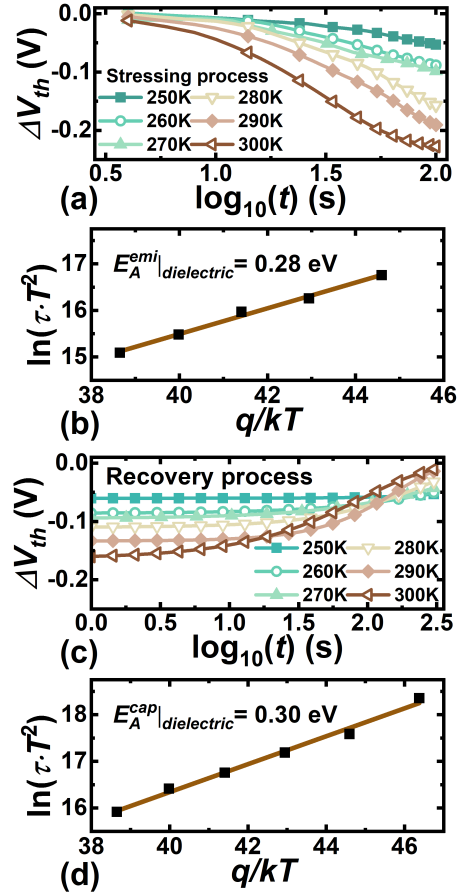 0.0
-0.1
-0.2
ΔV_th (V)
Stressing process
250K 280K
260K 290K
270K 300K
0.5 1.0 1.5 2.0
(a) log₁₀(t) (s)
17
16
15
ln(τ·T²)
E_A^emi|dielectric = 0.28 eV
38 40 42 44 46
(b) q/kT
0.0
-0.1
-0.2
ΔV_th (V)
Recovery process
250K 280K
260K 290K
270K 300K
0.0 0.5 1.0 1.5 2.0 2.5
(c) log₁₀(t) (s)
18
17
16
ln(τ·T²)
E_A^cap|dielectric = 0.30 eV
38 40 42 44 46
(d) q/kT